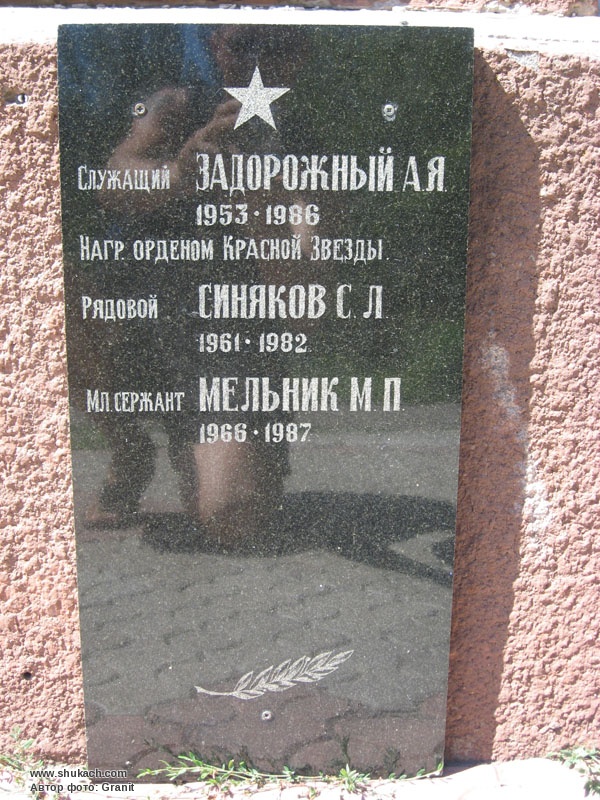 Служащий ЗАДОРОЖНЫЙ А.Я.
1953 • 1986
Нагр. орденом Красной Звезды.
Рядовой СИНЯКОВ С. Л.
1961 • 1982
Мл. сержант МЕЛЬНИК М. П.
1966 • 1987
www.shukach.com
Автор фото: Granit